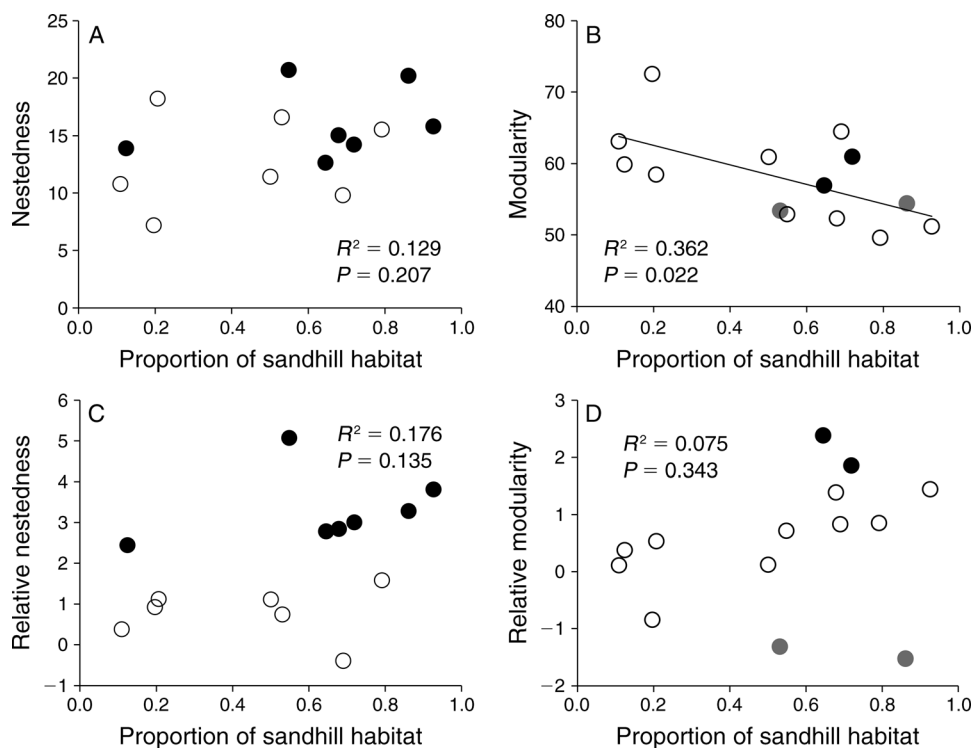 A
Nestedness
25
20
15
10
5
0
R² = 0.129
P = 0.207
0.0 0.2 0.4 0.6 0.8 1.0
Proportion of sandhill habitat
B
Modularity
80
70
60
50
40
R² = 0.362
P = 0.022
0.0 0.2 0.4 0.6 0.8 1.0
Proportion of sandhill habitat
C
Relative nestedness
6
5
4
3
2
1
0
−1
R² = 0.176
P = 0.135
0.0 0.2 0.4 0.6 0.8 1.0
Proportion of sandhill habitat
D
Relative modularity
3
2
1
0
−1
−2
R² = 0.075
P = 0.343
0.0 0.2 0.4 0.6 0.8 1.0
Proportion of sandhill habitat